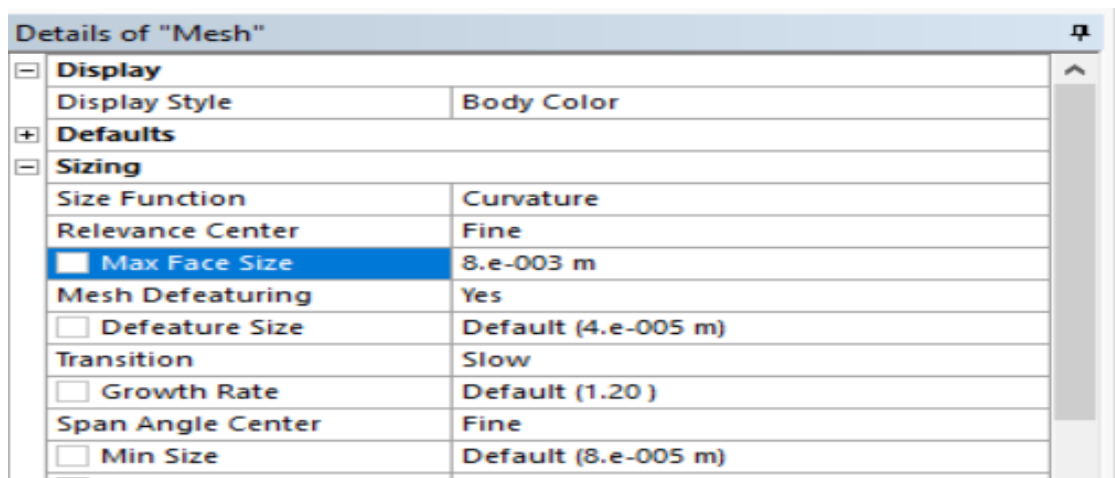 Details of "Mesh"
Display
Display Style Body Color
Defaults
Sizing
Size Function Curvature
Relevance Center Fine
Max Face Size 8.e-003 m
Mesh Defeaturing Yes
Defeature Size Default (4.e-005 m)
Transition Slow
Growth Rate Default (1.20 )
Span Angle Center Fine
Min Size Default (8.e-005 m)